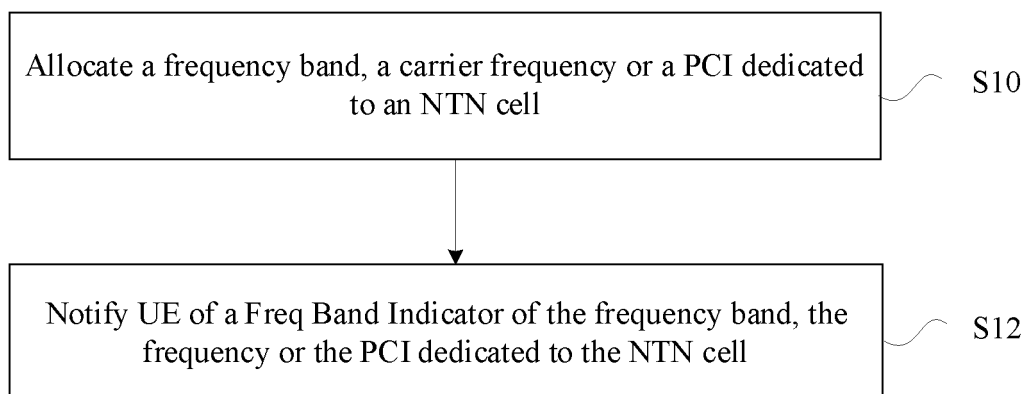 Allocate a frequency band, a carrier frequency or a PCI dedicated
to an NTN cell
S10
Notify UE of a Freq Band Indicator of the frequency band, the
frequency or the PCI dedicated to the NTN cell
S12